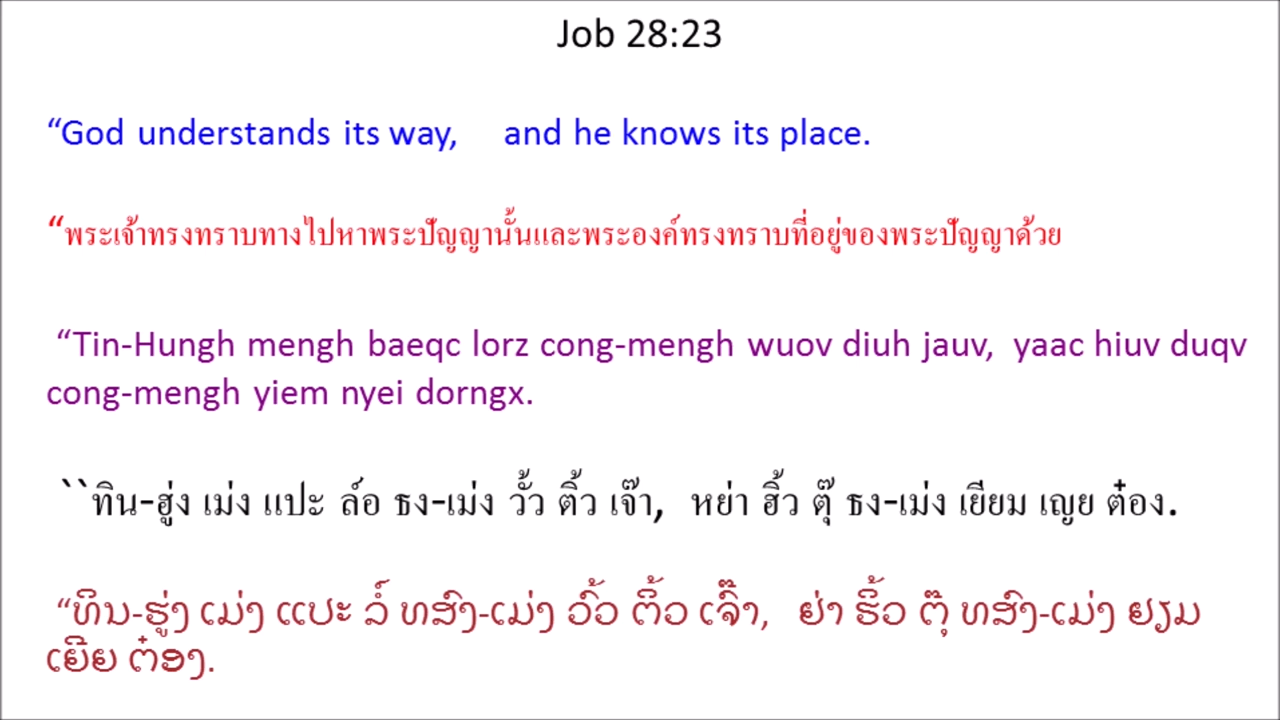 Job 28:23
“God understands its way, and he knows its place.
“พระเจ้าทรงทราบทางไปหาพระปัญญานั้นและพระองค์ทรงทราบที่อยู่ของพระปัญญาด้วย
“Tin-Hungh mengh baeqc lorz cong-mengh wuov diuh jauv, yaac hiuv duqv
cong-mengh yiem nyei dorngx.
``ทิน-ฮู่ง เม่ง แปะ ล์อ ธง-เม่ง วั้ว ติ้ว เจ๊า, หย่า ฮิ้ว ตุ๊ ธง-เม่ง เยียม เญย ต๋อง.
“ທິນ-ຮູ່ງ ເມ່ງ ແປະ ລໍ໌ ທສົງ-ເມ່ງ ວົ້ວ ຕິ້ວ ເຈົ໊າ, ຢ່າ ຮິ້ວ ຕຸ໊ ທສົງ-ເມ່ງ ຢຽມ
ເຍີຍ ຕ໋ອງ.